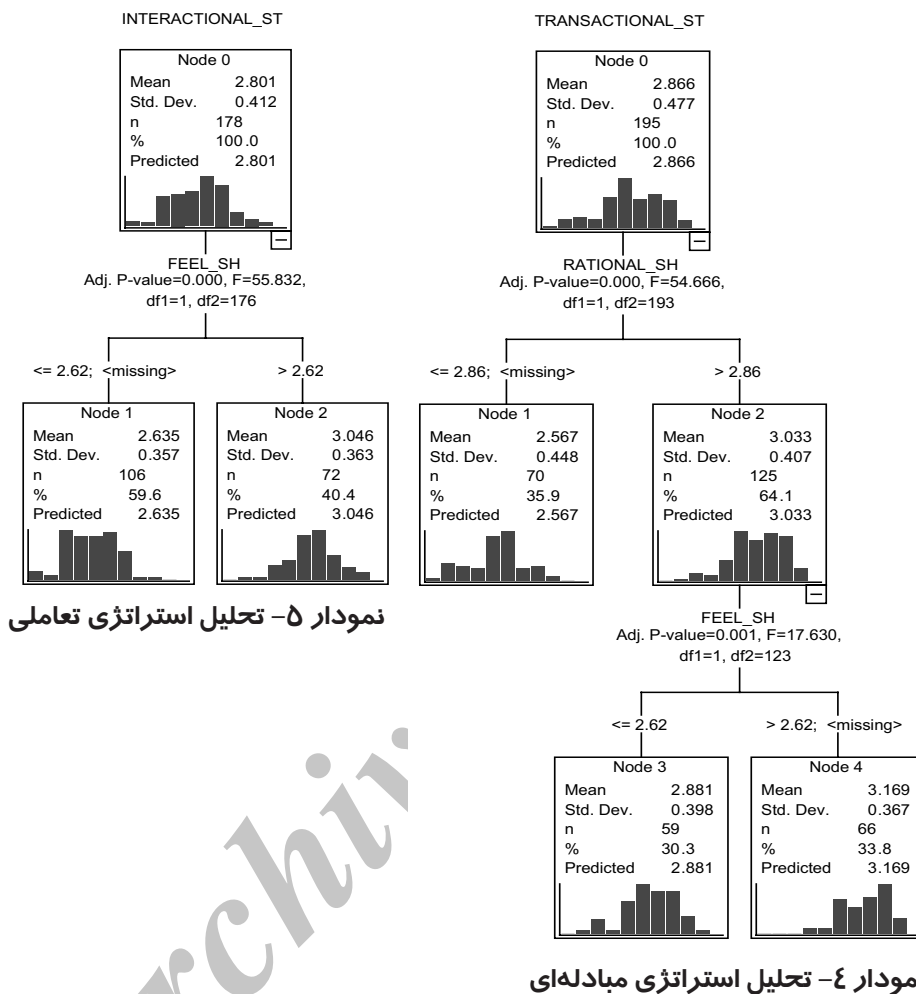 INTERACTIONAL_ST
Node 0
Mean 2.801
Std. Dev. 0.412
n 178
% 100.0
Predicted 2.801
FEEL_SH
Adj. P-value=0.000, F=55.832,
df1=1, df2=176
<= 2.62; <missing>
> 2.62
Node 1
Mean 2.635
Std. Dev. 0.357
n 106
% 59.6
Predicted 2.635
Node 2
Mean 3.046
Std. Dev. 0.363
n 72
% 40.4
Predicted 3.046
نمودار ۵- تحلیل استراتژی تعاملی
TRANSACTIONAL_ST
Node 0
Mean 2.866
Std. Dev. 0.477
n 195
% 100.0
Predicted 2.866
RATIONAL_SH
Adj. P-value=0.000, F=54.666,
df1=1, df2=193
<= 2.86; <missing>
> 2.86
Node 1
Mean 2.567
Std. Dev. 0.448
n 70
% 35.9
Predicted 2.567
Node 2
Mean 3.033
Std. Dev. 0.407
n 125
% 64.1
Predicted 3.033
FEEL_SH
Adj. P-value=0.001, F=17.630,
df1=1, df2=123
<= 2.62
> 2.62; <missing>
Node 3
Mean 2.881
Std. Dev. 0.398
n 59
% 30.3
Predicted 2.881
Node 4
Mean 3.169
Std. Dev. 0.367
n 66
% 33.8
Predicted 3.169
مودار ٤- تحلیل استراتژی مبادله‌ای
rchiv